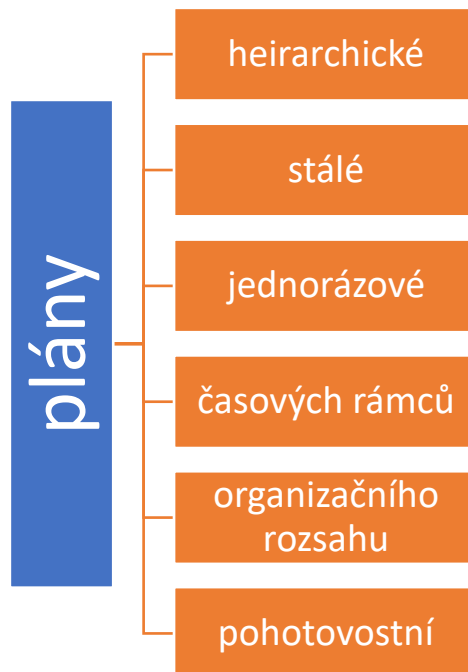 plány
heirarchické
stálé
jednorázové
časových rámců
organizačního
rozsahu
pohotovostní